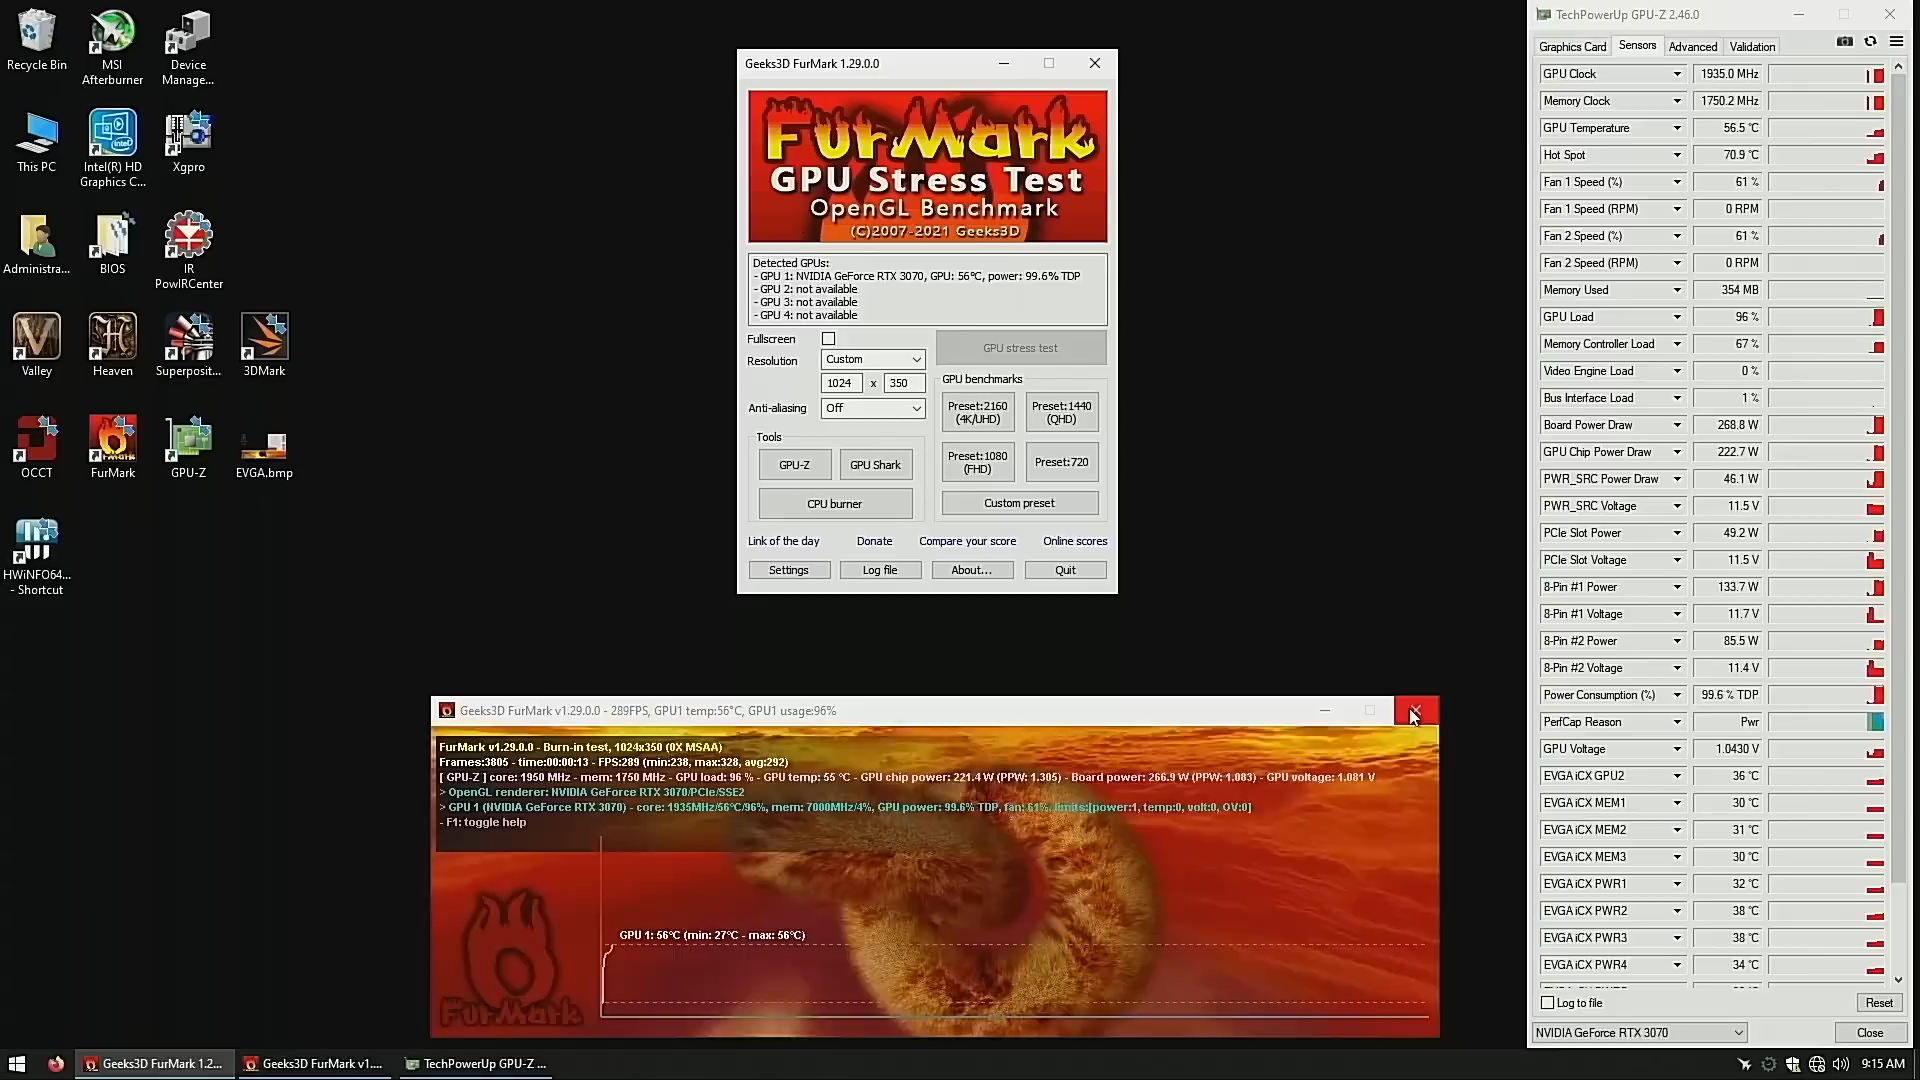 Recycle Bin
MSI Afterburner
Device Manage...
This PC
Intel(R) HD Graphics C...
Xgpro
Administra...
BIOS
IR PowIRCenter
Valley
Heaven
Superposit...
3DMark
OCCT
FurMark
GPU-Z
EVGA.bmp
HWiNFO64... - Shortcut
Geeks3D FurMark 1.29.0.0
FurMark
GPU Stress Test
OpenGL Benchmark
(C)2007-2021 Geeks3D
Detected GPUs:
- GPU 1: NVIDIA GeForce RTX 3070, GPU: 56°C, power: 99.6% TDP
- GPU 2: not available
- GPU 3: not available
- GPU 4: not available
Fullscreen
GPU stress test
Resolution Custom
1024 x 350
Anti-aliasing Off
GPU benchmarks
Preset:2160 (4K/UHD)
Preset:1440 (QHD)
Preset:1080 (FHD)
Preset:720
Custom preset
Tools
GPU-Z GPU Shark
CPU burner
Link of the day Donate Compare your score Online scores
Settings Log file About... Quit
Geeks3D FurMark v1.29.0.0 - 289FPS, GPU1 temp:56°C, GPU1 usage:96%
FurMark v1.29.0.0 - Burn-in test, 1024x350 (0X MSAA)
Frames:3805 - time:00:00:13 - FPS:289 (min:238, max:328, avg:292)
[ GPU-Z ] core: 1950 MHz - mem: 1750 MHz - GPU load: 96 % - GPU temp: 55 °C - GPU chip power: 221.4 W (PPW: 1.305) - Board power: 266.9 W (PPW: 1.083) - GPU voltage: 1.081 V
> OpenGL renderer: NVIDIA GeForce RTX 3070/PCIe/SSE2
> GPU 1 (NVIDIA GeForce RTX 3070) - core: 1935MHz/56°C/96%, mem: 7000MHz/4%, GPU power: 99.6% TDP, fan: 61%, limits:[power:1, temp:0, volt:0, OV:0]
- F1: toggle help
GPU 1: 56°C (min: 27°C - max: 56°C)
FurMark
TechPowerUp GPU-Z 2.46.0
Graphics Card Sensors Advanced Validation
GPU Clock 1935.0 MHz
Memory Clock 1750.2 MHz
GPU Temperature 56.5 °C
Hot Spot 70.9 °C
Fan 1 Speed (%) 61 %
Fan 1 Speed (RPM) 0 RPM
Fan 2 Speed (%) 61 %
Fan 2 Speed (RPM) 0 RPM
Memory Used 354 MB
GPU Load 96 %
Memory Controller Load 67 %
Video Engine Load 0 %
Bus Interface Load 1 %
Board Power Draw 268.8 W
GPU Chip Power Draw 222.7 W
PWR_SRC Power Draw 46.1 W
PWR_SRC Voltage 11.5 V
PCIe Slot Power 49.2 W
PCIe Slot Voltage 11.5 V
8-Pin #1 Power 133.7 W
8-Pin #1 Voltage 11.7 V
8-Pin #2 Power 85.5 W
8-Pin #2 Voltage 11.4 V
Power Consumption (%) 99.6 % TDP
PerfCap Reason Pwr
GPU Voltage 1.0430 V
EVGA iCX GPU2 36 °C
EVGA iCX MEM1 30 °C
EVGA iCX MEM2 31 °C
EVGA iCX MEM3 30 °C
EVGA iCX PWR1 32 °C
EVGA iCX PWR2 38 °C
EVGA iCX PWR3 38 °C
EVGA iCX PWR4 34 °C
Log to file Reset
NVIDIA GeForce RTX 3070 Close
Geeks3D FurMark 1.2...
Geeks3D FurMark v1....
TechPowerUp GPU-Z ...
9:15 AM